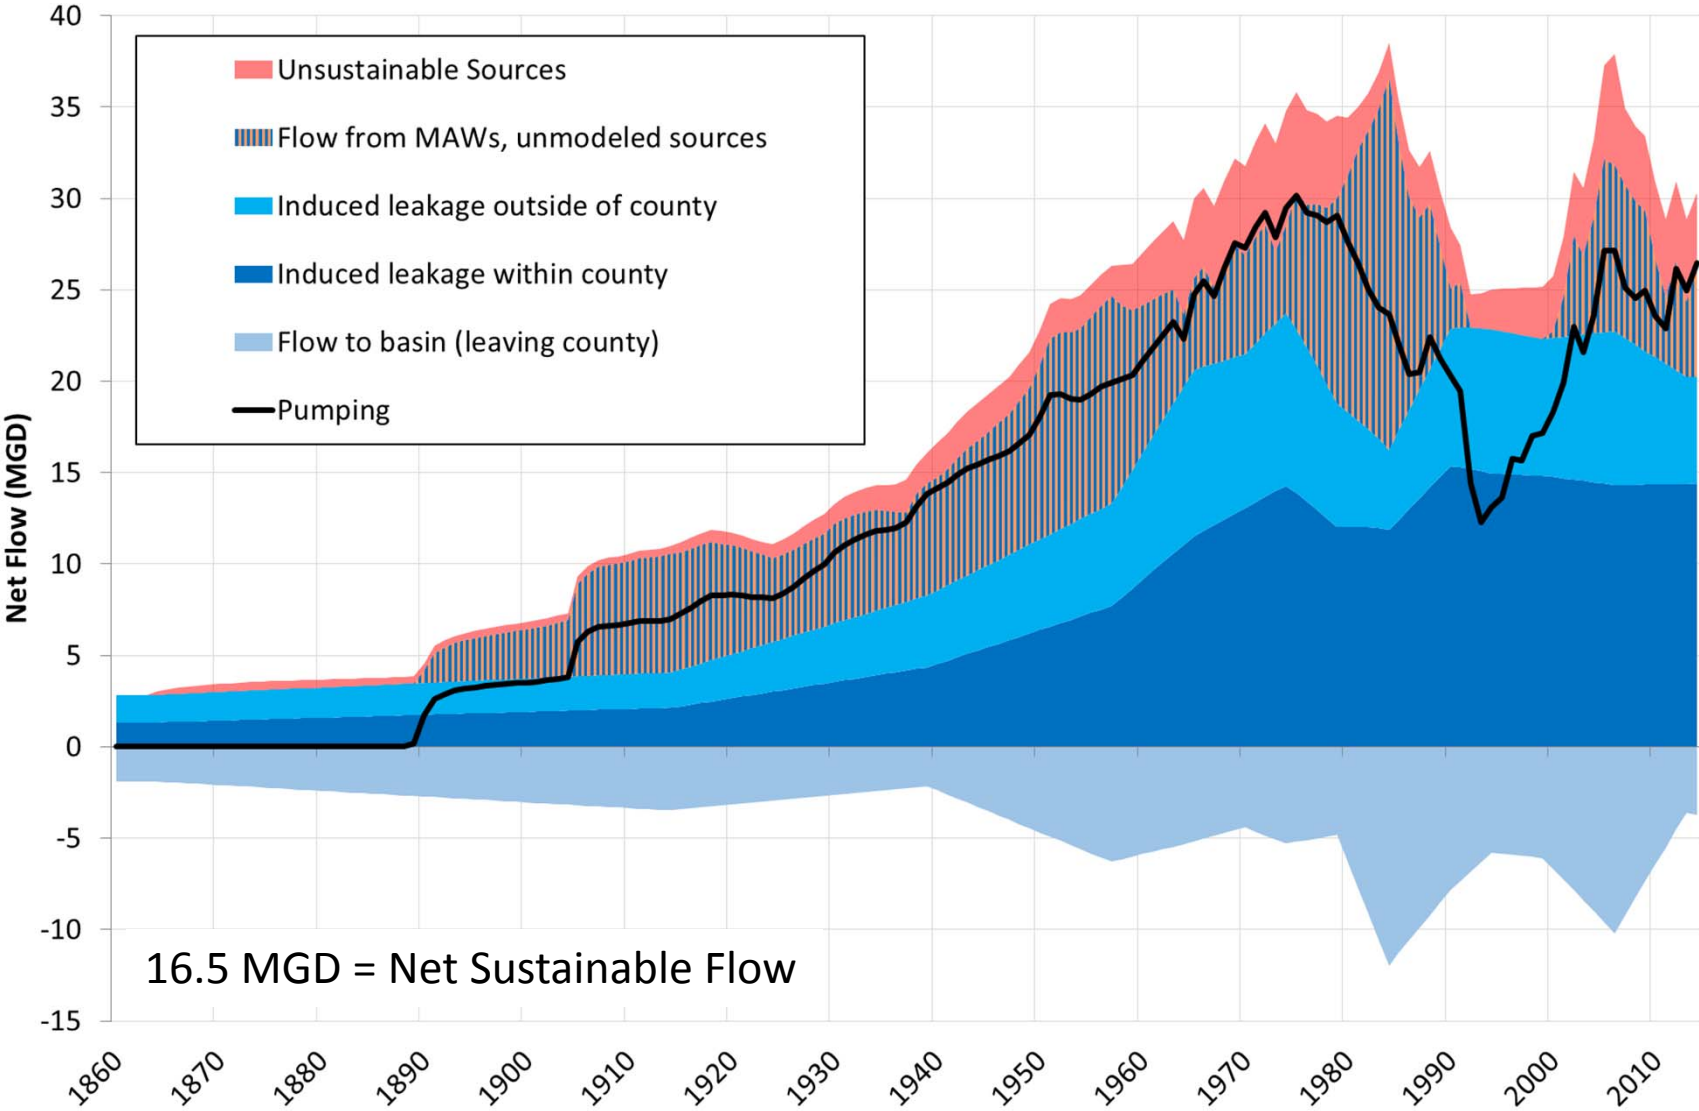 40
35
30
25
20
15
10
5
0
-5
-10
-15
Net Flow (MGD)
Unsustainable Sources
Flow from MAWs, unmodeled sources
Induced leakage outside of county
Induced leakage within county
Flow to basin (leaving county)
Pumping
16.5 MGD = Net Sustainable Flow
1860 1870 1880 1890 1900 1910 1920 1930 1940 1950 1960 1970 1980 1990 2000 2010